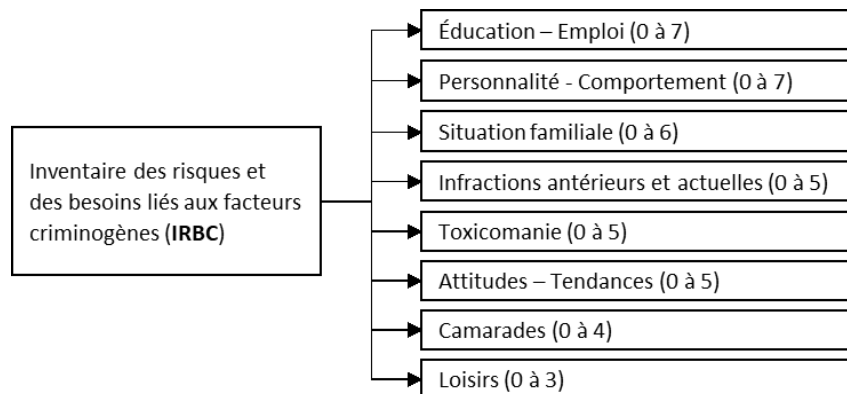 Inventaire des risques et
des besoins liés aux facteurs
criminogènes (IRBC)
Éducation – Emploi (0 à 7)
Personnalité - Comportement (0 à 7)
Situation familiale (0 à 6)
Infractions antérieurs et actuelles (0 à 5)
Toxicomanie (0 à 5)
Attitudes – Tendances (0 à 5)
Camarades (0 à 4)
Loisirs (0 à 3)